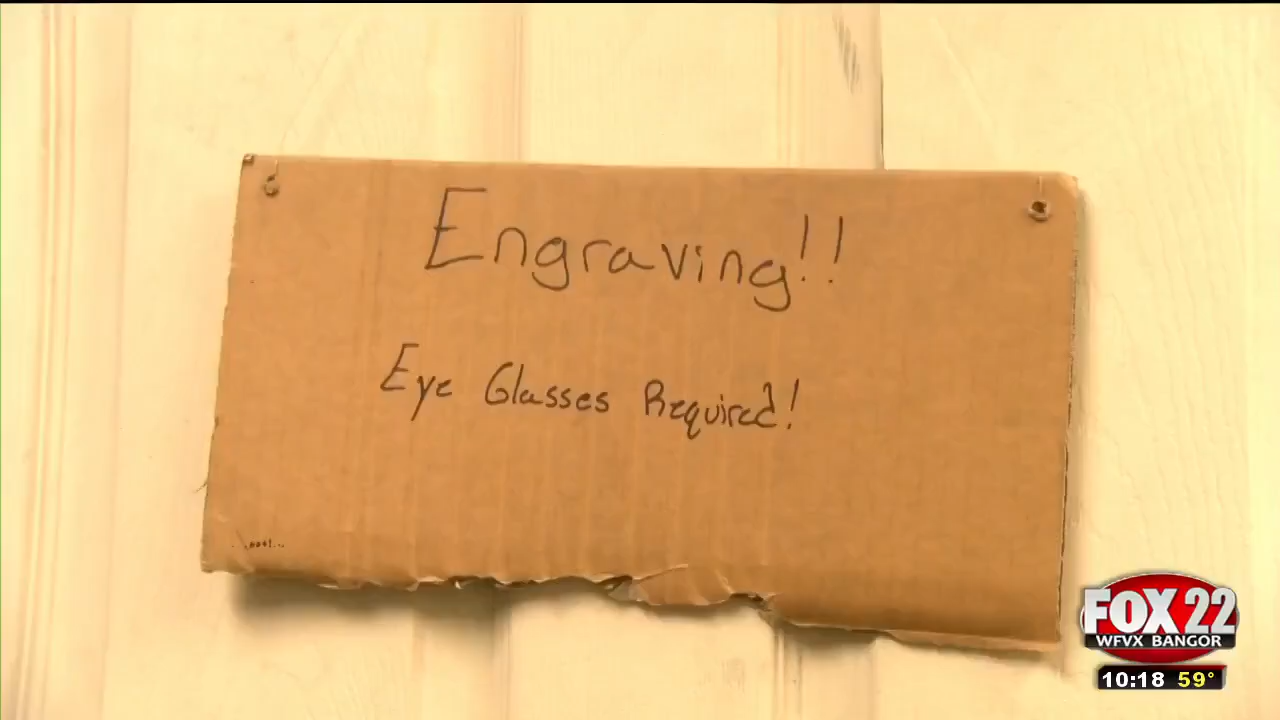 Engraving!!
Eye Glasses Required!
FOX 22
WFVX BANGOR
10:18 59°